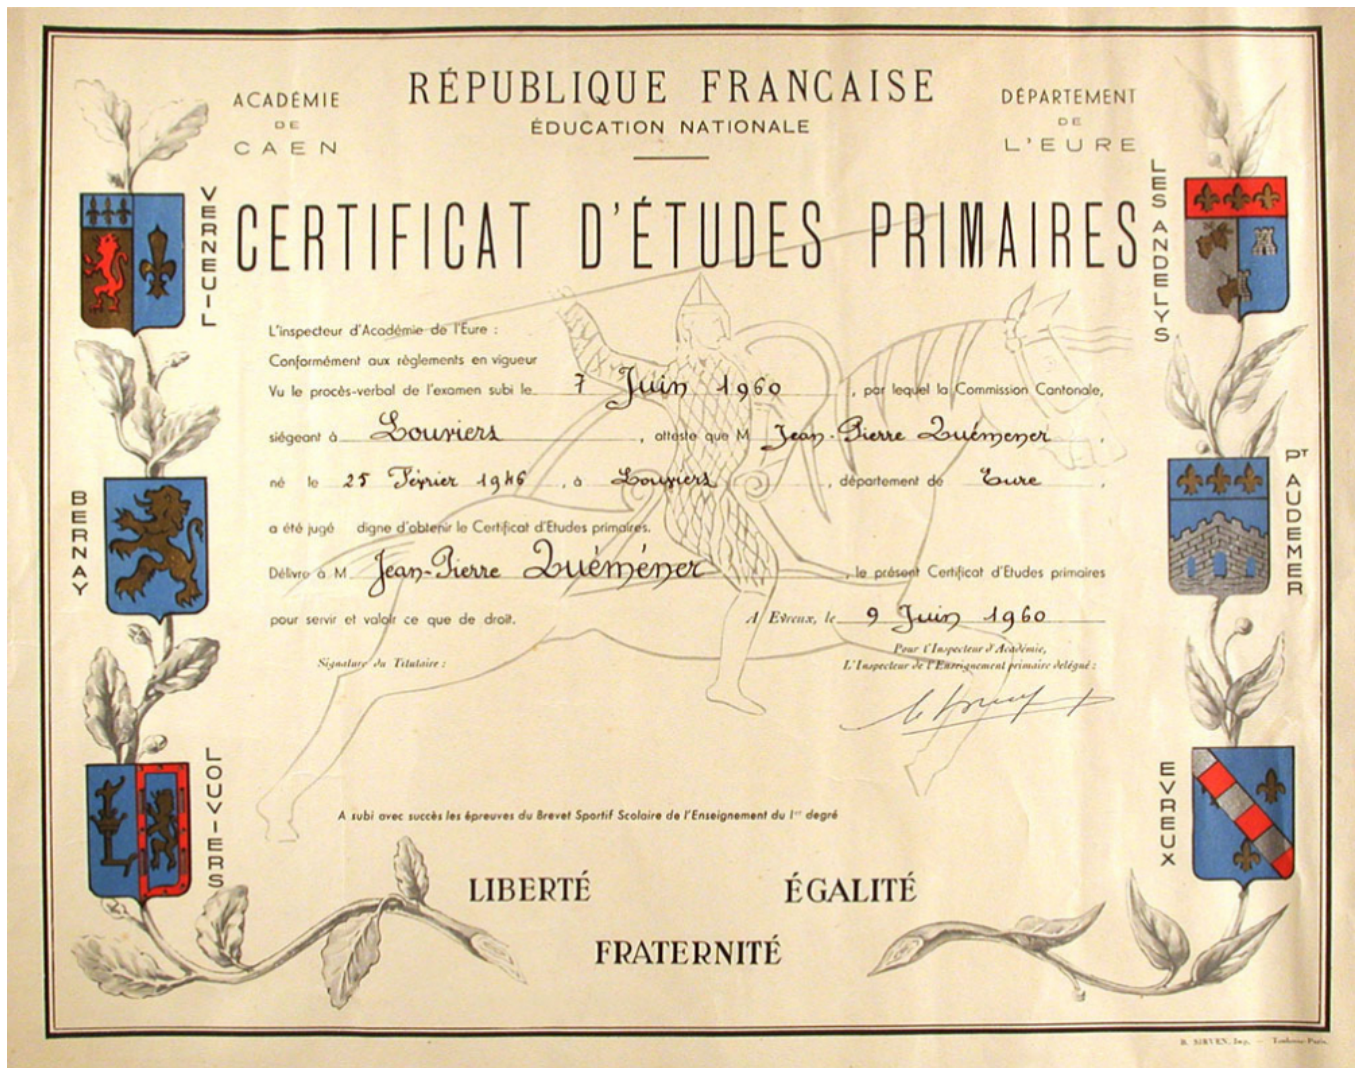 RÉPUBLIQUE FRANCAISE
ÉDUCATION NATIONALE
ACADÉMIE
DE
CAEN
DÉPARTEMENT
DE
L'EURE
CERTIFICAT D'ÉTUDES PRIMAIRES
VERNEUIL
LES ANDELYS
L'inspecteur d'Académie de l'Eure :
Conformément aux règlements en vigueur
Vu le procès-verbal de l'examen subi le 7 Juin 1960, par lequel la Commission Cantonale,
siégeant à Louviers, atteste que M Jean-Pierre Quémener,
né le 25 Février 1946, à Louviers, département de Eure,
a été jugé digne d'obtenir le Certificat d'Etudes primaires.
Délivré à M Jean-Pierre Quéméner, le présent Certificat d'Etudes primaires
pour servir et valoir ce que de droit.
A Evreux, le 9 Juin 1960
BERNAY
PT AUDEMER
Signature du Titulaire :
Pour l'Inspecteur d'Académie,
L'Inspecteur de l'Enseignement primaire délégué :
LOUVIERS
EVREUX
A subi avec succès les épreuves du Brevet Sportif Scolaire de l'Enseignement du 1er degré
LIBERTÉ ÉGALITÉ
FRATERNITÉ
B. SIRVEN, Imp. — Toulouse-Paris.